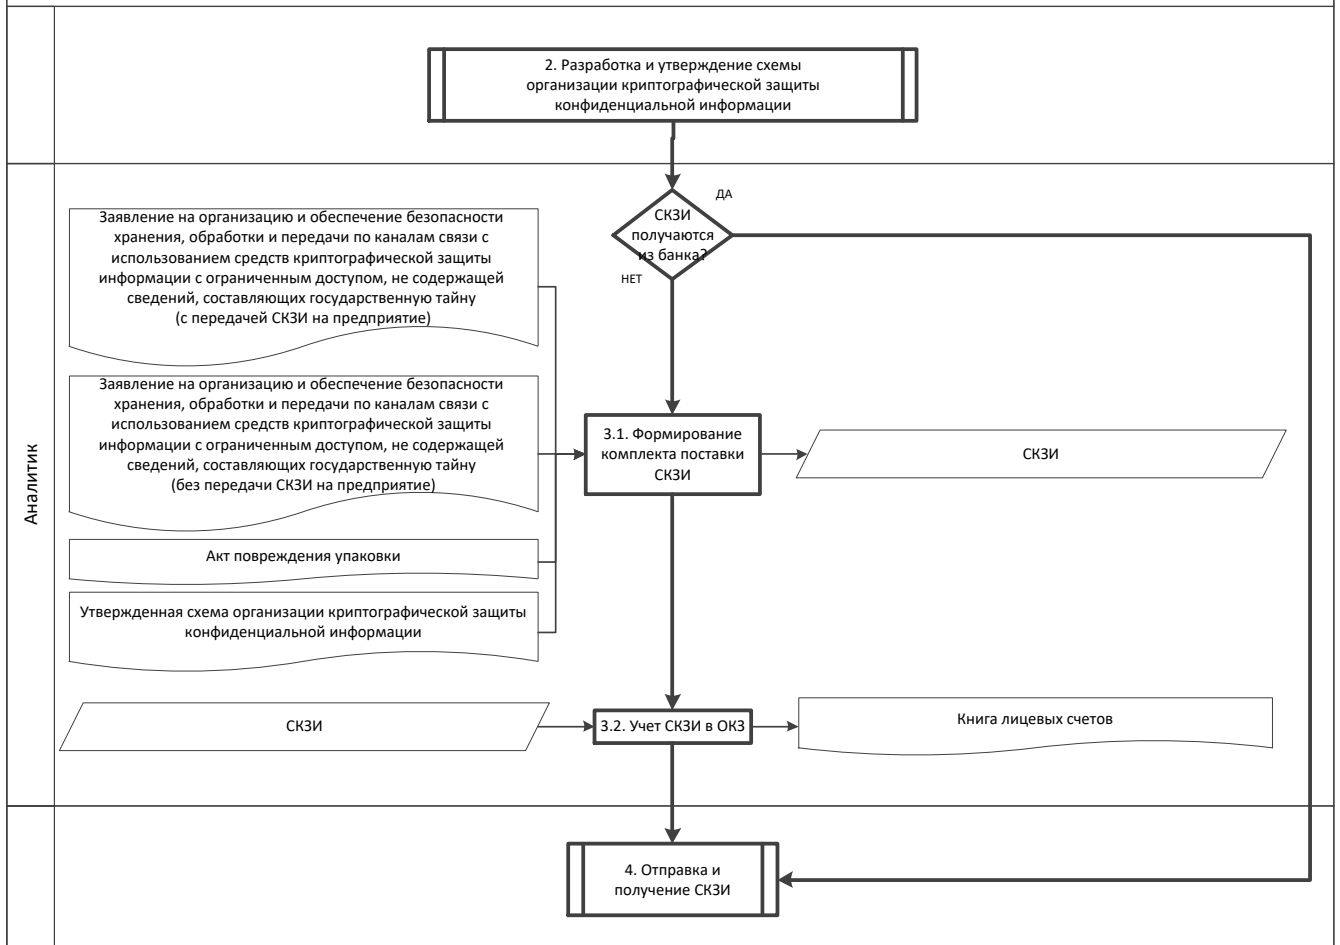 2. Разработка и утверждение схемы
организации криптографической защиты
конфиденциальной информации
ДА
СКЗИ
получаются
из банка?
НЕТ
Заявление на организацию и обеспечение безопасности
хранения, обработки и передачи по каналам связи с
использованием средств криптографической защиты
информации с ограниченным доступом, не содержащей
сведений, составляющих государственную тайну
(с передачей СКЗИ на предприятие)
Заявление на организацию и обеспечение безопасности
хранения, обработки и передачи по каналам связи с
использованием средств криптографической защиты
информации с ограниченным доступом, не содержащей
сведений, составляющих государственную тайну
(без передачи СКЗИ на предприятие)
Аналитик
3.1. Формирование
комплекта поставки
СКЗИ
СКЗИ
Акт повреждения упаковки
Утвержденная схема организации криптографической защиты
конфиденциальной информации
СКЗИ
3.2. Учет СКЗИ в ОКЗ
Книга лицевых счетов
4. Отправка и
получение СКЗИ